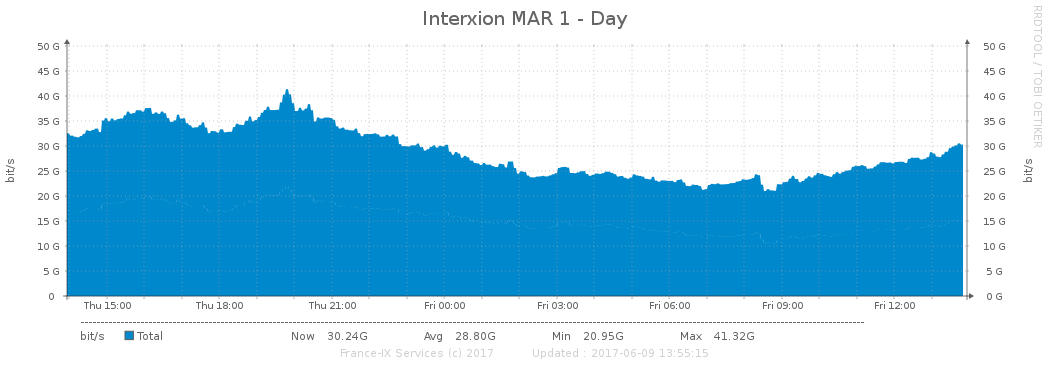 Interxion MAR 1 - Day
RRDTOOL / TOBI OETIKER
50 G 50 G
45 G 45 G
40 G 40 G
35 G 35 G
30 G 30 G
25 G 25 G
20 G 20 G
15 G 15 G
10 G 10 G
5 G 5 G
0 0 G
bit/s bit/s
Thu 15:00 Thu 18:00 Thu 21:00 Fri 00:00 Fri 03:00 Fri 06:00 Fri 09:00 Fri 12:00
bit/s Total Now 30.24G Avg 28.80G Min 20.95G Max 41.32G
France-IX Services (c) 2017 Updated : 2017-06-09 13:55:15